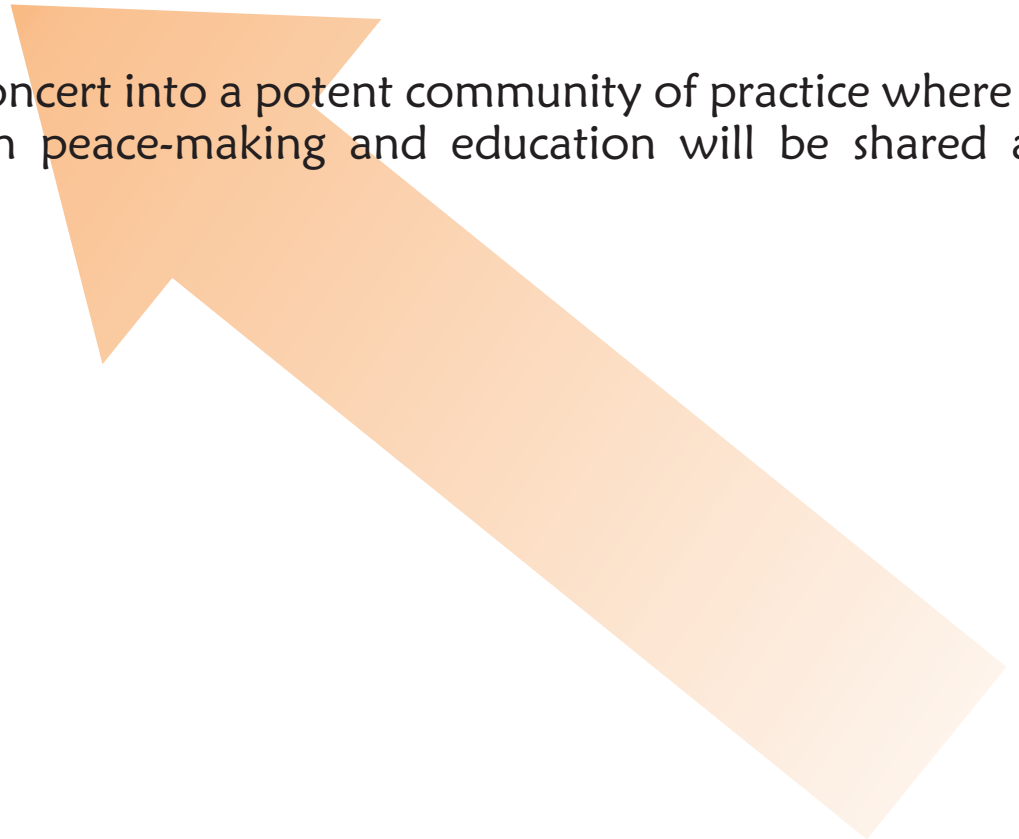 oncert into a potent community of practice where
n peace-making and education will be shared a